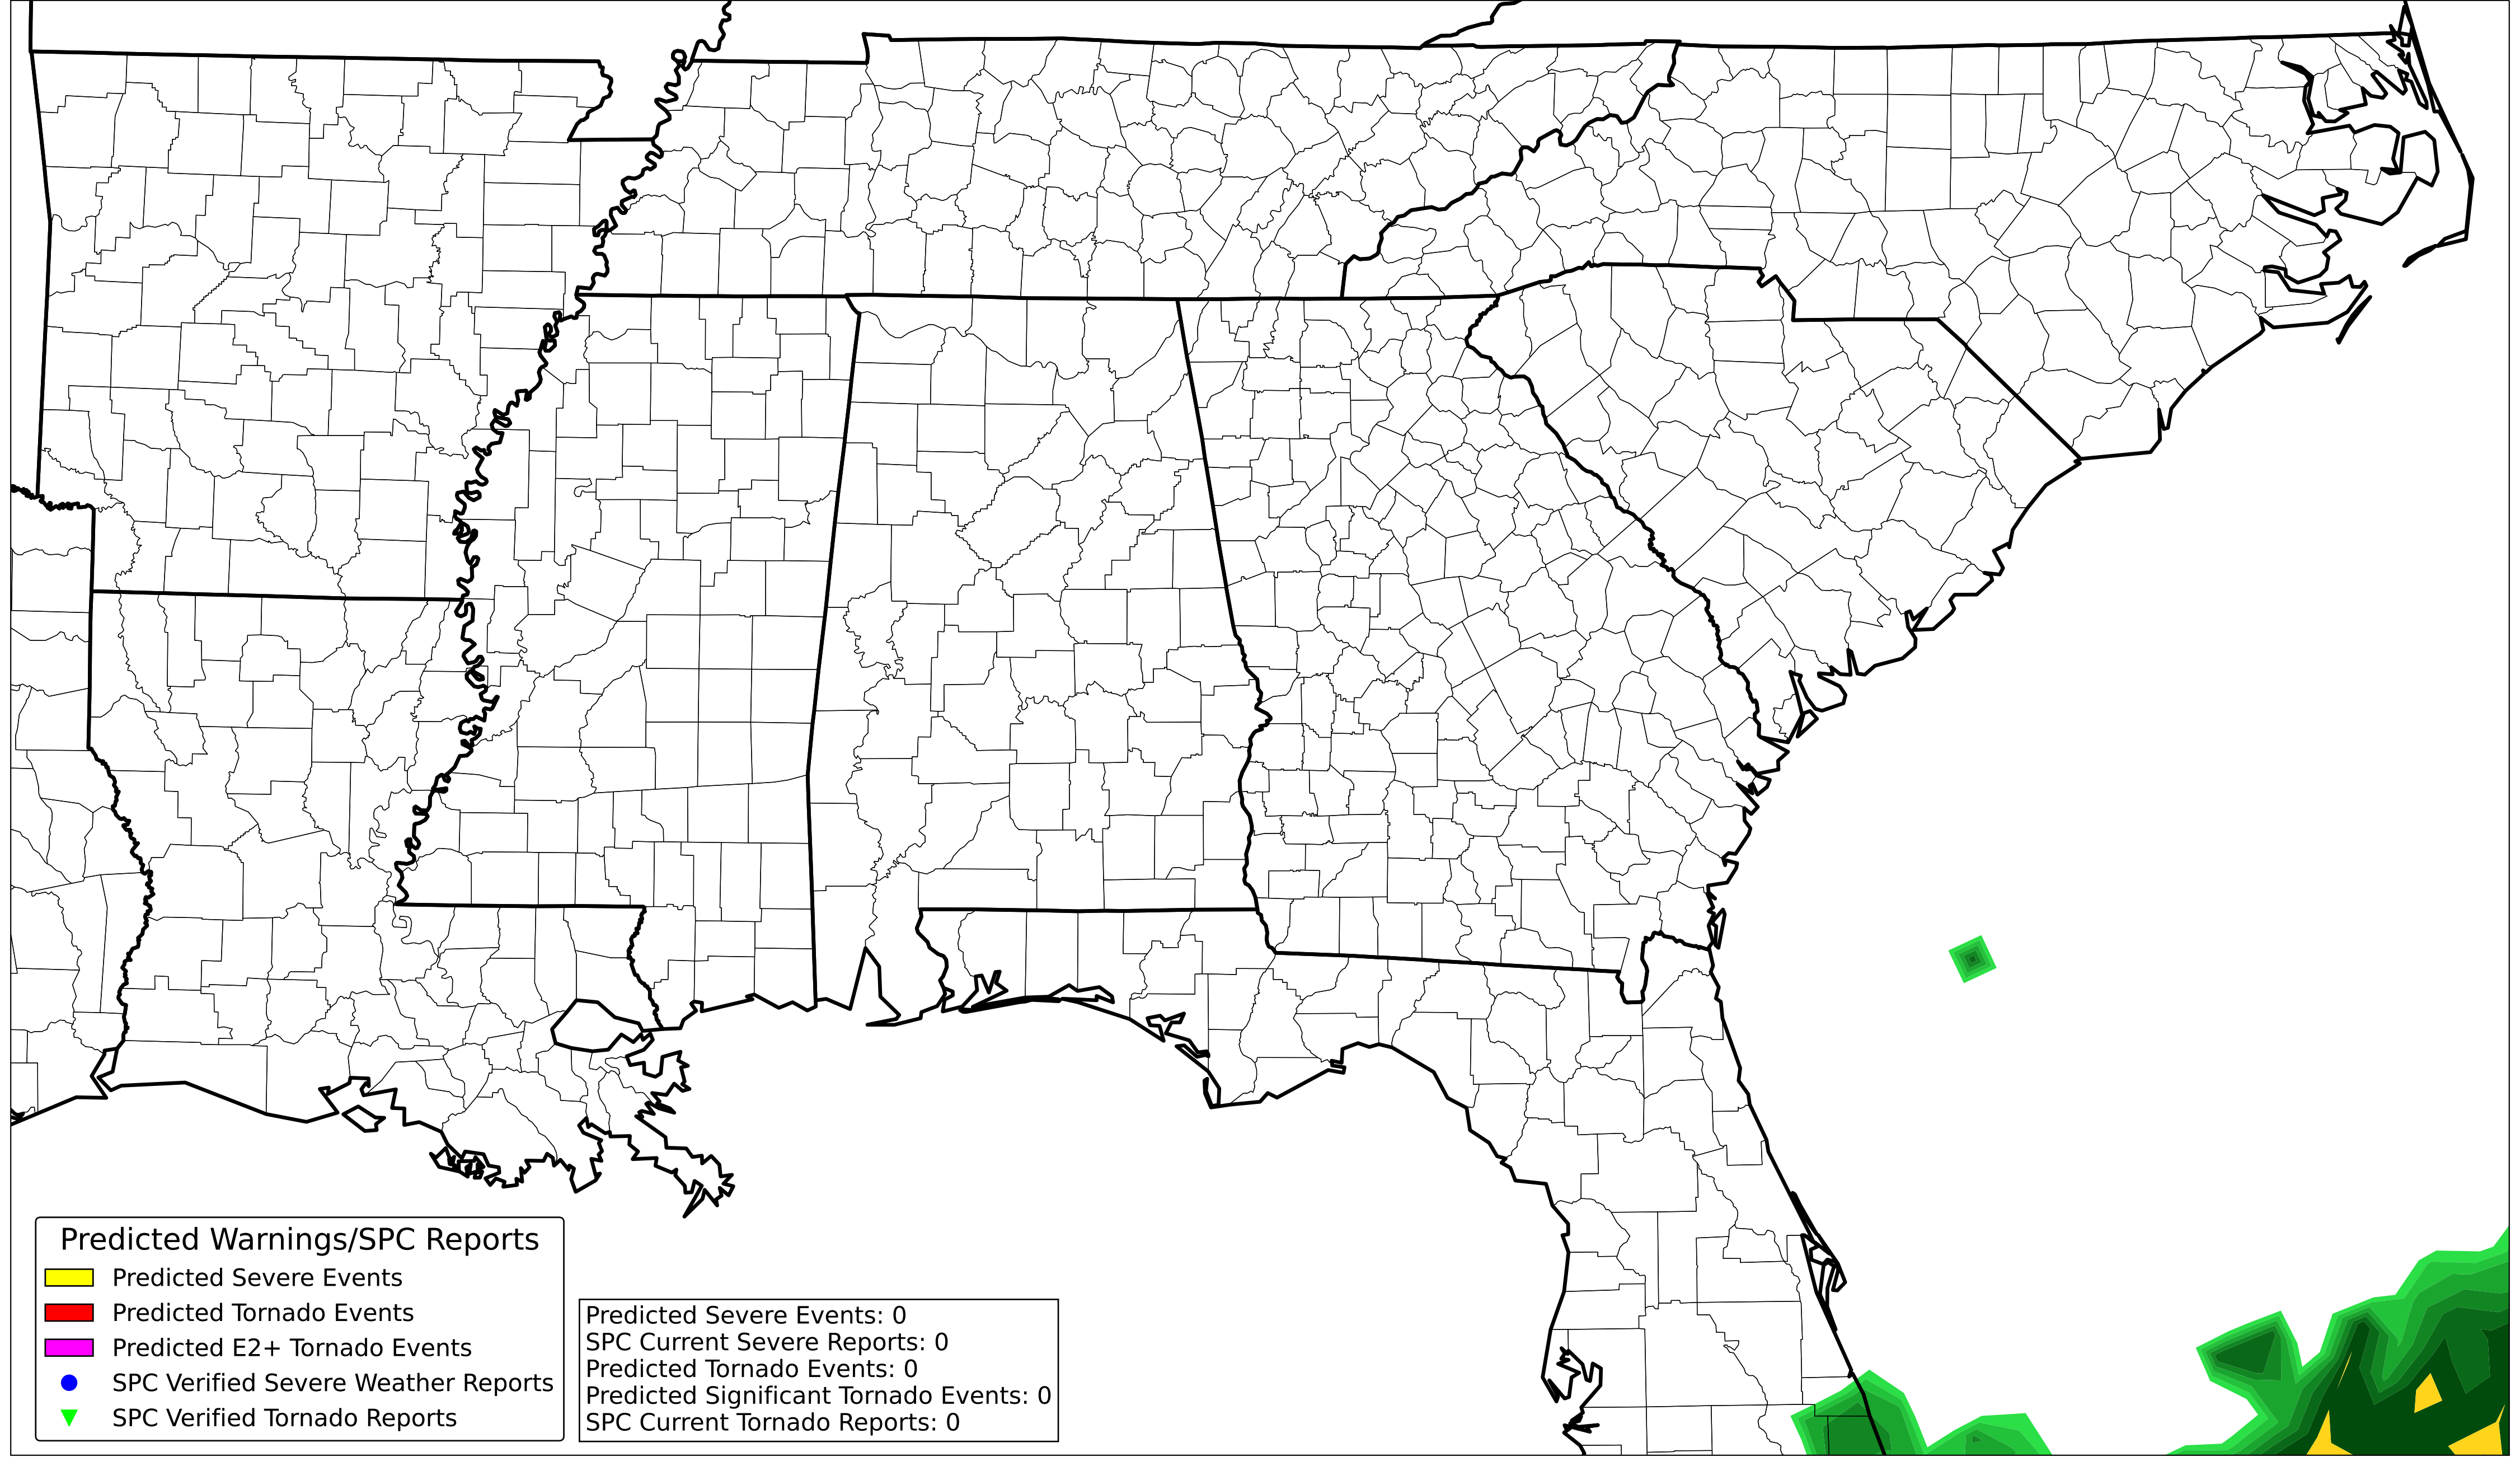 Predicted Warnings/SPC Reports
Predicted Severe Events
Predicted Tornado Events
Predicted E2+ Tornado Events
SPC Verified Severe Weather Reports
SPC Verified Tornado Reports
Predicted Severe Events: 0
SPC Current Severe Reports: 0
Predicted Tornado Events: 0
Predicted Significant Tornado Events: 0
SPC Current Tornado Reports: 0